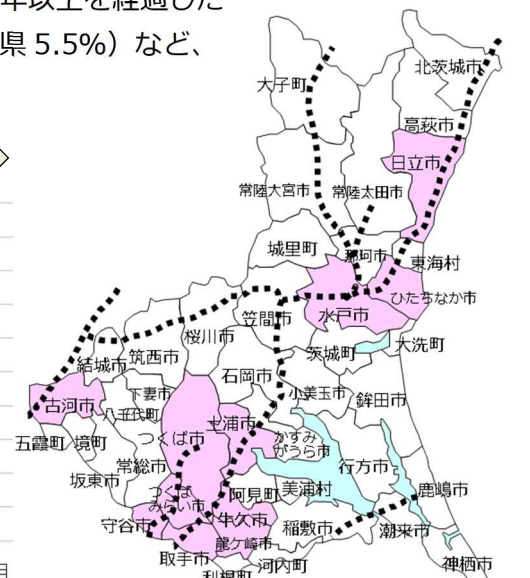 年以上を経過した
県 5.5%）など、
北茨城市
大子町
高萩市
日立市
常陸大宮市
常陸太田市
城里町
那珂市
東海村
ひたちなか市
水戸市
笠間市
桜川市
茨城町
大洗町
筑西市
結城市
石岡市
小美玉市
鉾田市
下妻市
古河市
八千代町
土浦市
かすみ
がうら市
五霞町
境町
つくば市
常総市
行方市
坂東市
美浦村
鹿嶋市
つくば
みらい市
阿見町
守谷市
牛久市
稲敷市
潮来市
龍ケ崎市
取手市
河内町
神栖市
利根町
日